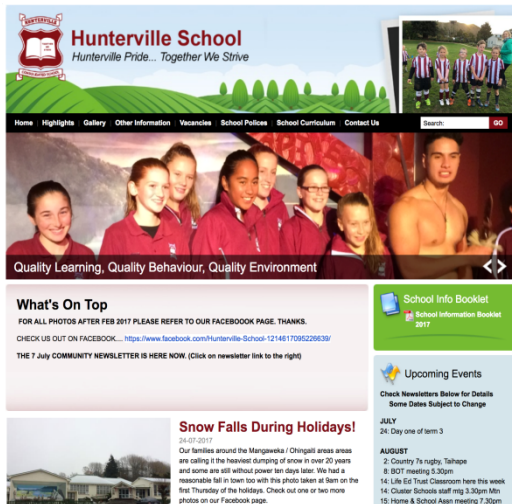 HUNTERVILLE
Hunterville School
Hunterville Pride... Together We Strive
Home | Highlights | Gallery | Other Information | Vacancies | School Polices | School Curriculum | Contact Us
Search:
GO
Quality Learning, Quality Behaviour, Quality Environment
What's On Top
FOR ALL PHOTOS AFTER FEB 2017 PLEASE REFER TO OUR FACEBOOOK PAGE. THANKS.
CHECK US OUT ON FACEBOOK.... https://www.facebook.com/Hunterville-School-1214617095226639/
THE 7 July COMMUNITY NEWSLETTER IS HERE NOW. (Click on newsletter link to the right)
School Info Booklet
School Information Booklet
2017
Upcoming Events
Check Newsletters Below for Details
Some Dates Subject to Change
JULY
24: Day one of term 3
AUGUST
2: Country 7s rugby, Taihape
8: BOT meeting 5.30pm
14: Life Ed Trust Classroom here this week
14: Cluster Schools staff mtg 3.30pm Mtn
15: Home & School Assn meeting 7.30pm
Snow Falls During Holidays!
24-07-2017
Our families around the Mangaweka / Ohingaiti areas areas
are calling it the heaviest dumping of snow in over 20 years
and some are still without power ten days later. We had a
reasonable fall in town too with this photo taken at 9am on the
first Thursday of the holidays. Check out one or two more
photos on our Facebook page.